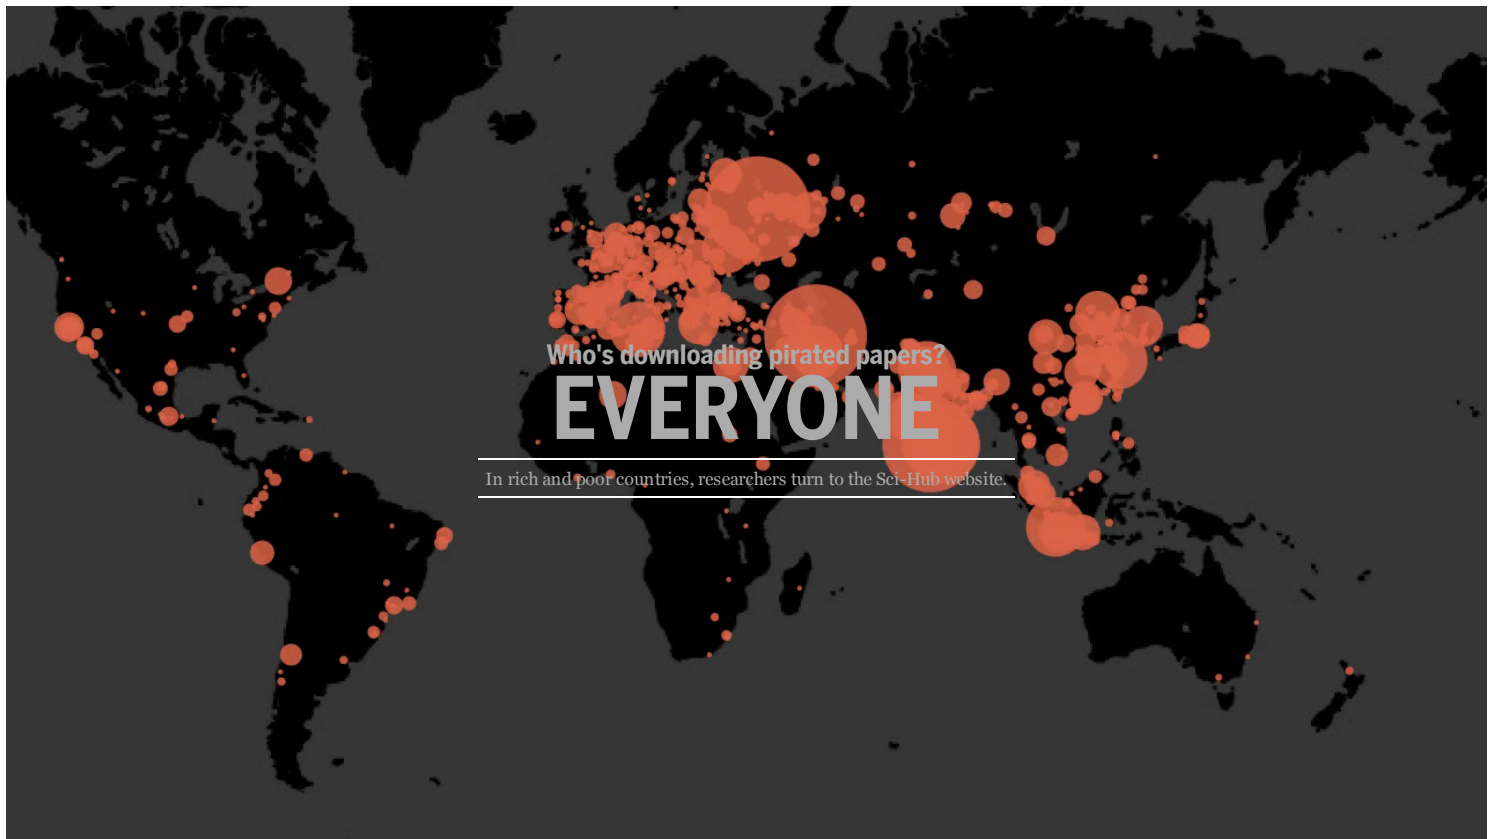 Who's downloading pirated papers?
EVERYONE
In rich and poor countries, researchers turn to the Sci-Hub website.